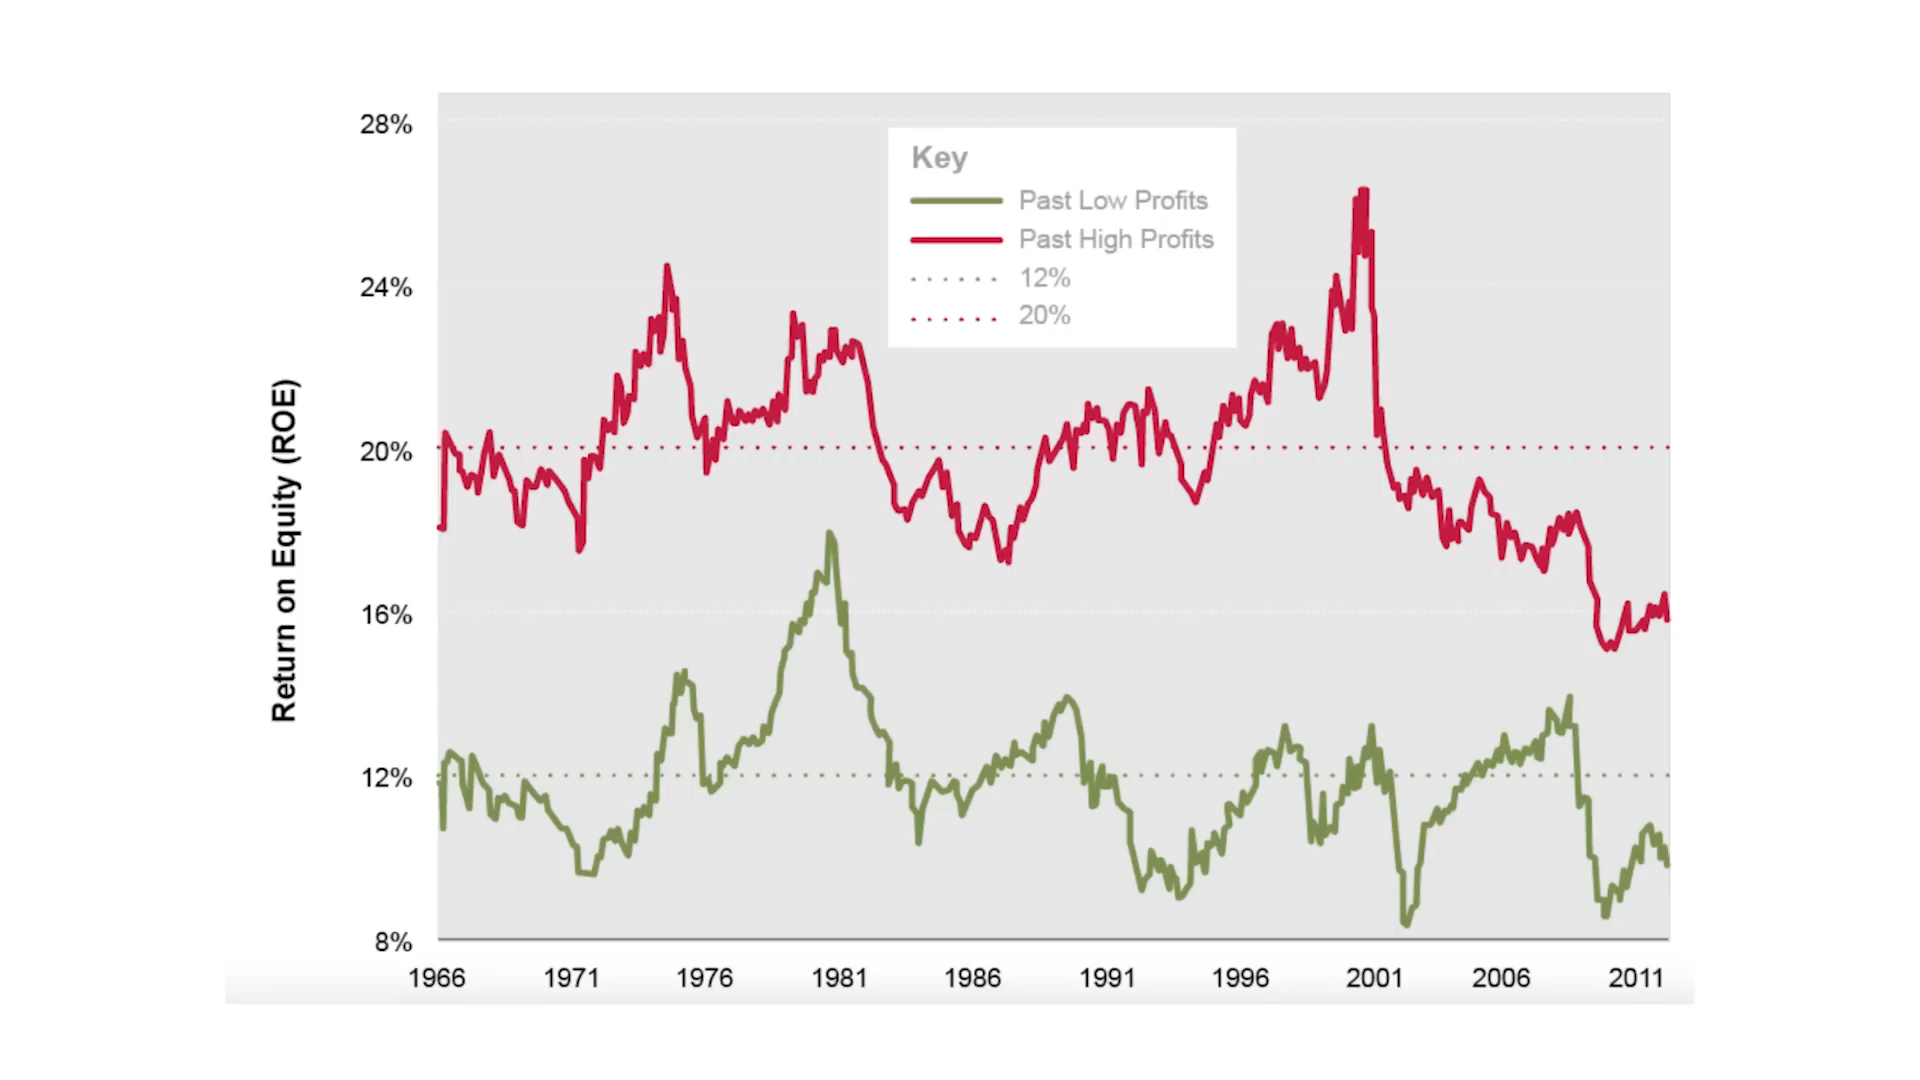 28%
24%
20%
16%
12%
8%
Return on Equity (ROE)
Key
Past Low Profits
Past High Profits
12%
20%
1966 1971 1976 1981 1986 1991 1996 2001 2006 2011